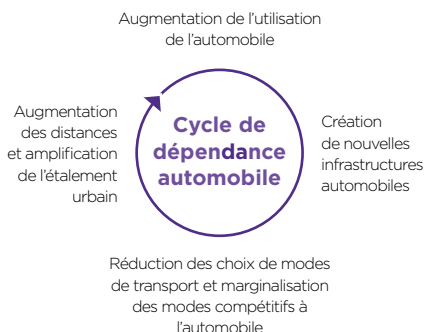 Augmentation de l’utilisation
de l’automobile
Création
de nouvelles
infrastructures
automobiles
Réduction des choix de modes
de transport et marginalisation
des modes compétitifs à
l’automobile
Augmentation
des distances
et amplification
de l’étalement
urbain
Cycle de
dépendance
automobile